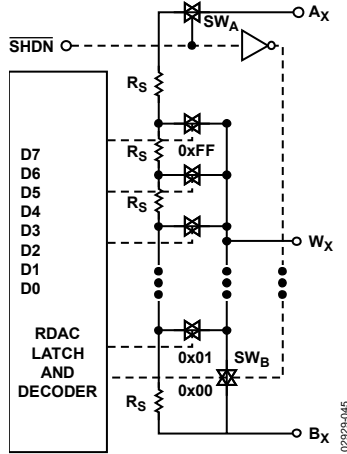 SW_A
A_X
SHDN
R_S
D7
D6
D5
D4
D3
D2
D1
D0
R_S
0xFF
R_S
W_X
RDAC
LATCH
AND
DECODER
0x01
SW_B
0x00
R_S
B_X
02929-045